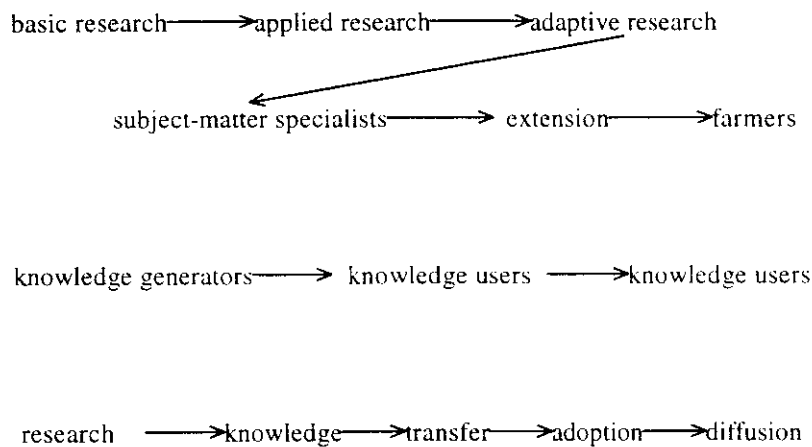 basic research applied research adaptive research
subject-matter specialists extension farmers
knowledge generators knowledge users knowledge users
research knowledge transfer adoption diffusion